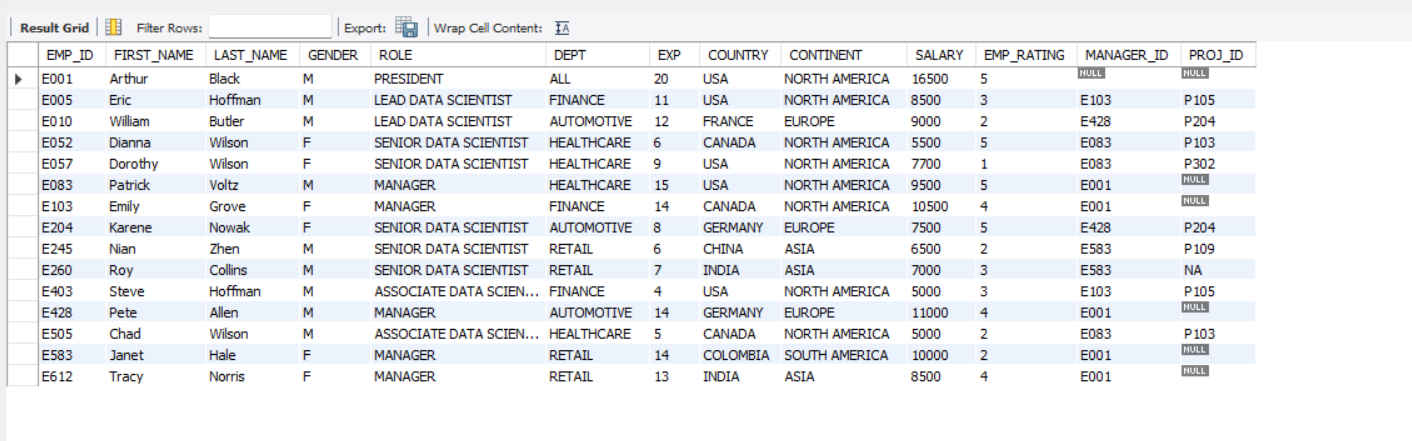 Result Grid Filter Rows: Export: Wrap Cell Content: IA
EMP_ID FIRST_NAME LAST_NAME GENDER ROLE DEPT EXP COUNTRY CONTINENT SALARY EMP_RATING MANAGER_ID PROJ_ID
E001 Arthur Black M PRESIDENT ALL 20 USA NORTH AMERICA 16500 5 NULL NULL
E005 Eric Hoffman M LEAD DATA SCIENTIST FINANCE 11 USA NORTH AMERICA 8500 3 E103 P105
E010 William Butler M LEAD DATA SCIENTIST AUTOMOTIVE 12 FRANCE EUROPE 9000 2 E428 P204
E052 Dianna Wilson F SENIOR DATA SCIENTIST HEALTHCARE 6 CANADA NORTH AMERICA 5500 5 E083 P103
E057 Dorothy Wilson F SENIOR DATA SCIENTIST HEALTHCARE 9 USA NORTH AMERICA 7700 1 E083 P302
E083 Patrick Voltz M MANAGER HEALTHCARE 15 USA NORTH AMERICA 9500 5 E001 NULL
E103 Emily Grove F MANAGER FINANCE 14 CANADA NORTH AMERICA 10500 4 E001 NULL
E204 Karene Nowak F SENIOR DATA SCIENTIST AUTOMOTIVE 8 GERMANY EUROPE 7500 5 E428 P204
E245 Nian Zhen M SENIOR DATA SCIENTIST RETAIL 6 CHINA ASIA 6500 2 E583 P109
E260 Roy Collins M SENIOR DATA SCIENTIST RETAIL 7 INDIA ASIA 7000 3 E583 NA
E403 Steve Hoffman M ASSOCIATE DATA SCIEN... FINANCE 4 USA NORTH AMERICA 5000 3 E103 P105
E428 Pete Allen M MANAGER AUTOMOTIVE 14 GERMANY EUROPE 11000 4 E001 NULL
E505 Chad Wilson M ASSOCIATE DATA SCIEN... HEALTHCARE 5 CANADA NORTH AMERICA 5000 2 E083 P103
E583 Janet Hale F MANAGER RETAIL 14 COLOMBIA SOUTH AMERICA 10000 2 E001 NULL
E612 Tracy Norris F MANAGER RETAIL 13 INDIA ASIA 8500 4 E001 NULL